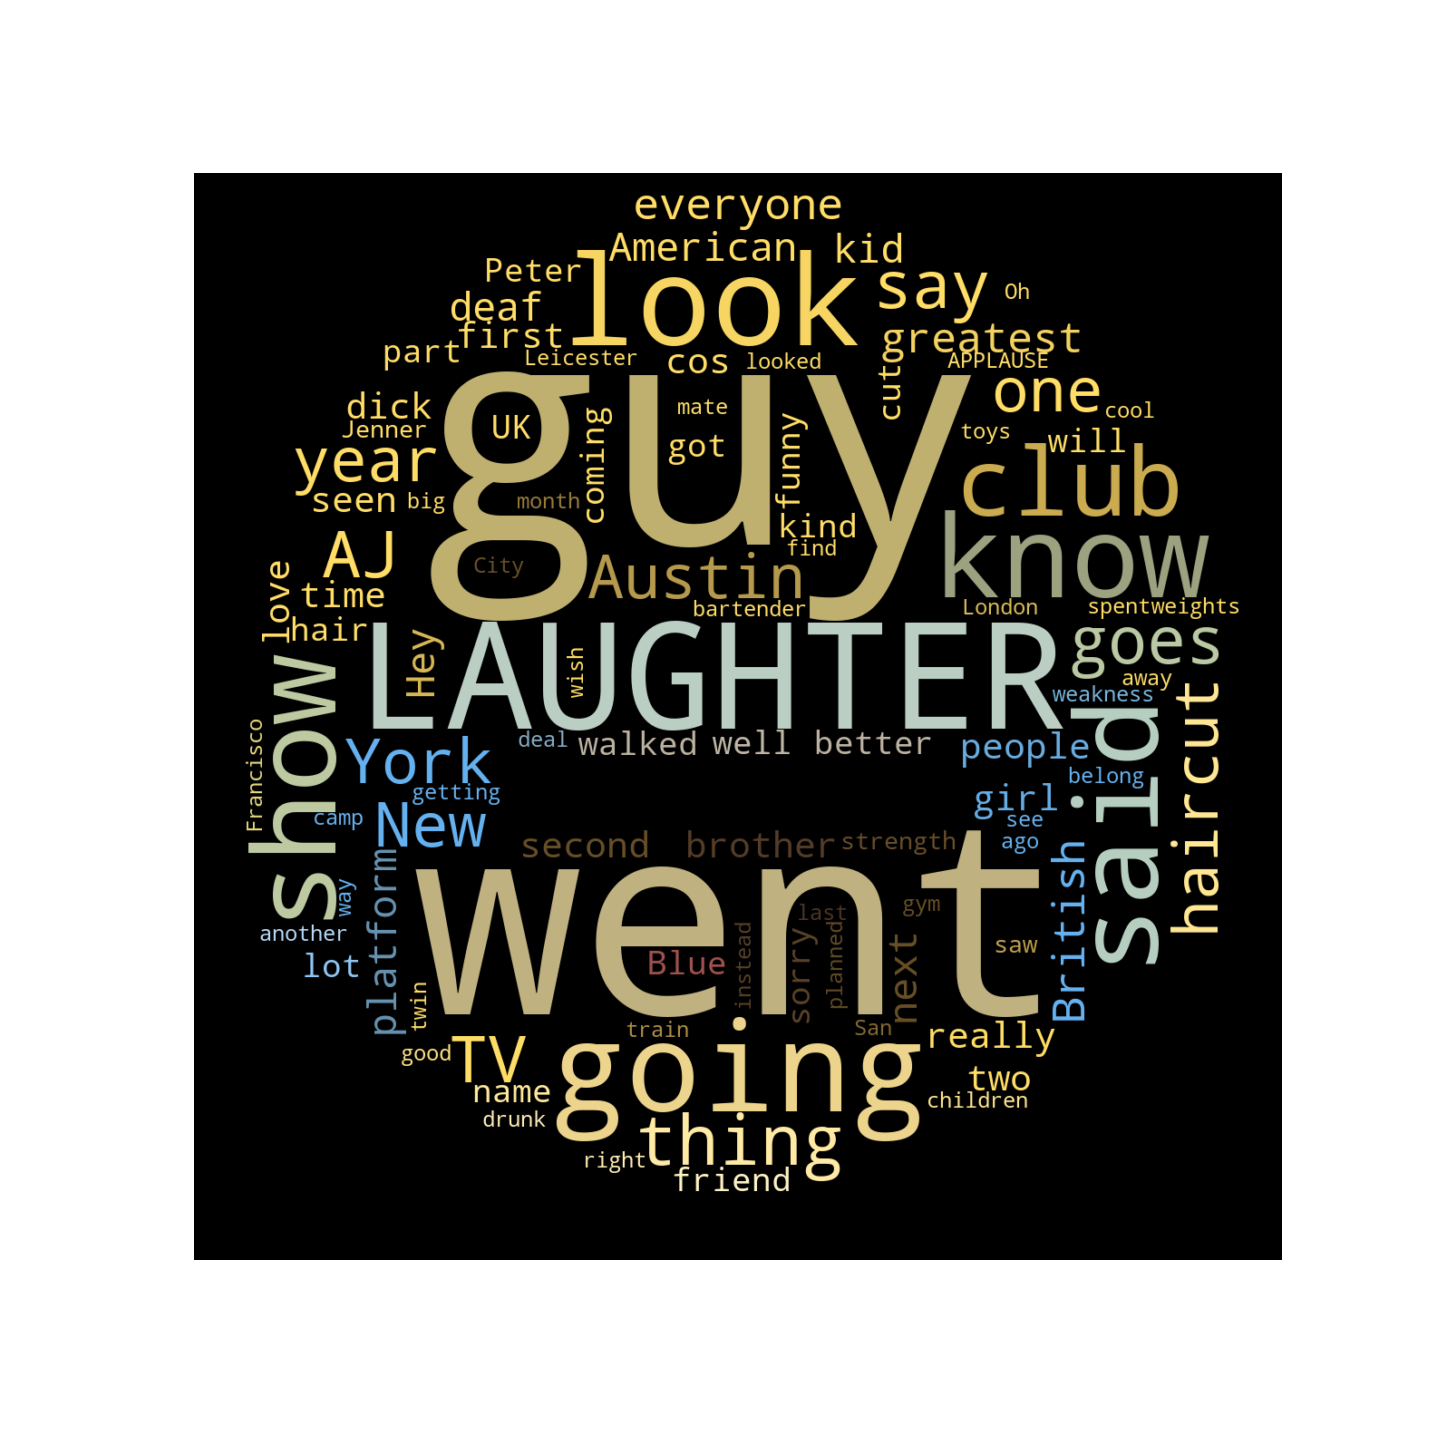 everyone
American
kid
Peter
look
say
Oh
deaf
first
greatest
part
Leicester
cos
looked
APPLAUSE
cut
one
dick
Jenner
UK
mate
cool
toys
will
year
coming
got
funny
club
seen
big
month
kind
know
AJ
guy
find
City
Austin
love
time
bartender
London
spentweights
hair
Hey
wish
LAUGHTER
goes
away
weakness
show
Francisco
York
deal
walked
well
better
people
said
haircut
belong
getting
camp
New
girl
see
second
brother
strength
ago
British
platform
way
went
last
gym
another
lot
Blue
instead
sorry
planned
next
saw
twin
train
San
really
good
TV
going
two
name
children
drunk
thing
right
friend